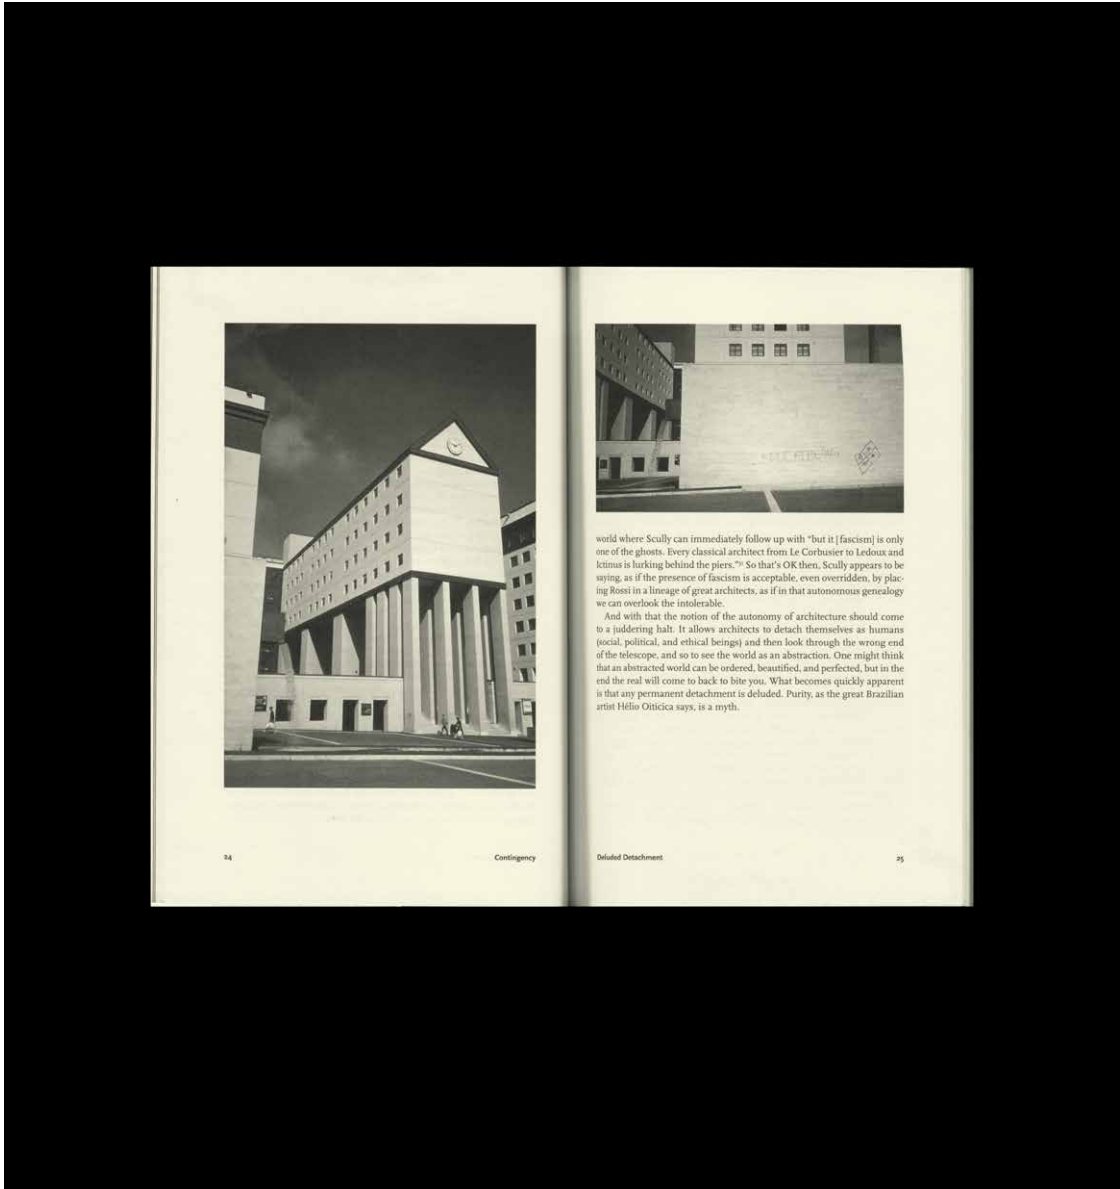 24
Contingency
world where Scully can immediately follow up with "but it [fascism] is only
one of the ghosts. Every classical architect from Le Corbusier to Ledoux and
Ictinus is lurking behind the piers." So that's OK then, Scully appears to be
saying, as if the presence of fascism is acceptable, even overridden, by plac-
ing Rossi in a lineage of great architects, as if in that autonomous genealogy
we can overlook the intolerable.
And with that the notion of the autonomy of architecture should come
to a juddering halt. It allows architects to detach themselves as humans
(social, political, and ethical beings) and then look through the wrong end
of the telescope, and so to see the world as an abstraction. One might think
that an abstracted world can be ordered, beautified, and perfected, but in the
end the real will come to back to bite you. What becomes quickly apparent
is that any permanent detachment is deluded. Purity, as the great Brazilian
artist Hélio Oiticica says, is a myth.
Deluded Detachment
25